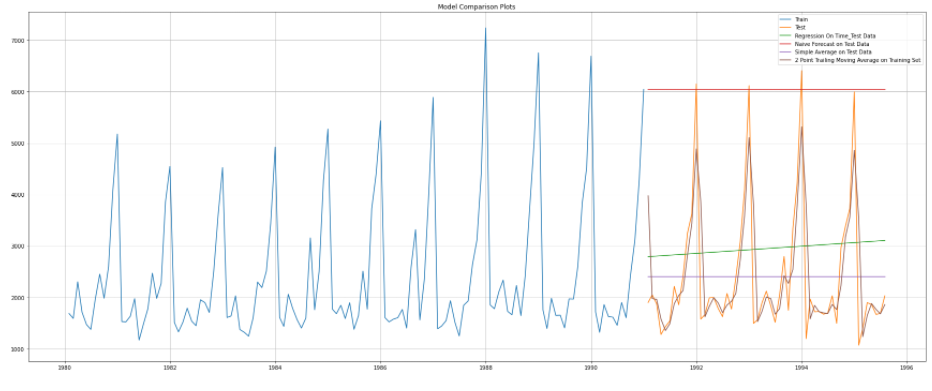 Model Comparison Plots
Train
Test
Regression On Time_Test Data
Naive Forecast on Test Data
Simple Average on Test Data
2 Point Trailing Moving Average on Training Set
7000
6000
5000
4000
3000
2000
1000
1980
1982
1984
1986
1988
1990
1992
1994
1996